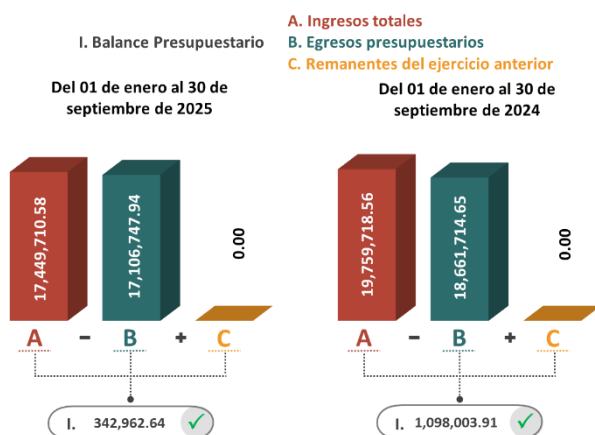 A. Ingresos totales
I. Balance Presupuestario
B. Egresos presupuestarios
C. Remanentes del ejercicio anterior
Del 01 de enero al 30 de
septiembre de 2025
Del 01 de enero al 30 de
septiembre de 2024
17,449,710.58
17,106,747.94
0.00
19,759,718.56
18,661,714.65
0.00
A – B + C
A – B + C
I. 342,962.64
I. 1,098,003.91